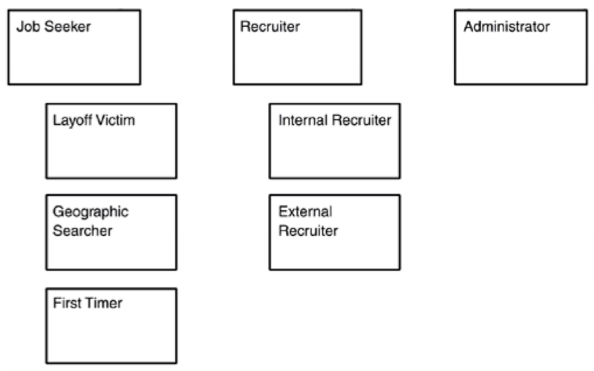 Job Seeker
Recruiter
Administrator
Layoff Victim
Internal Recruiter
Geographic
Searcher
External
Recruiter
First Timer